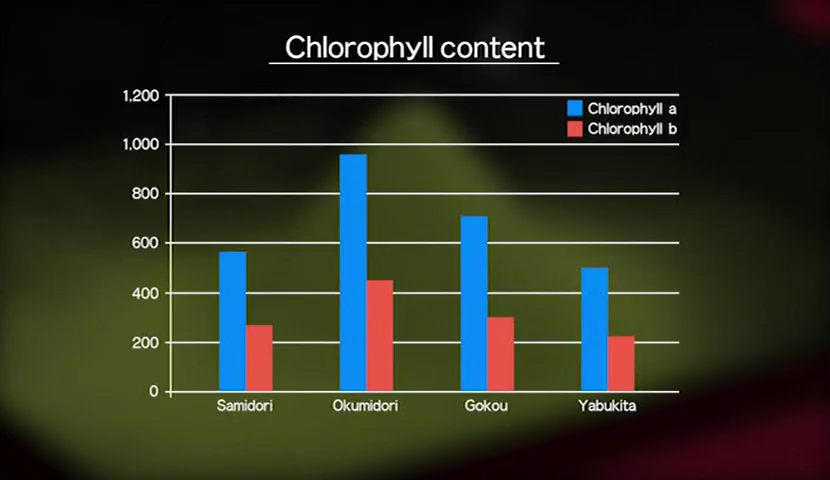 Chlorophyll content
1,200
1,000
800
600
400
200
0
Chlorophyll a
Chlorophyll b
Samidori Okumidori Gokou Yabukita